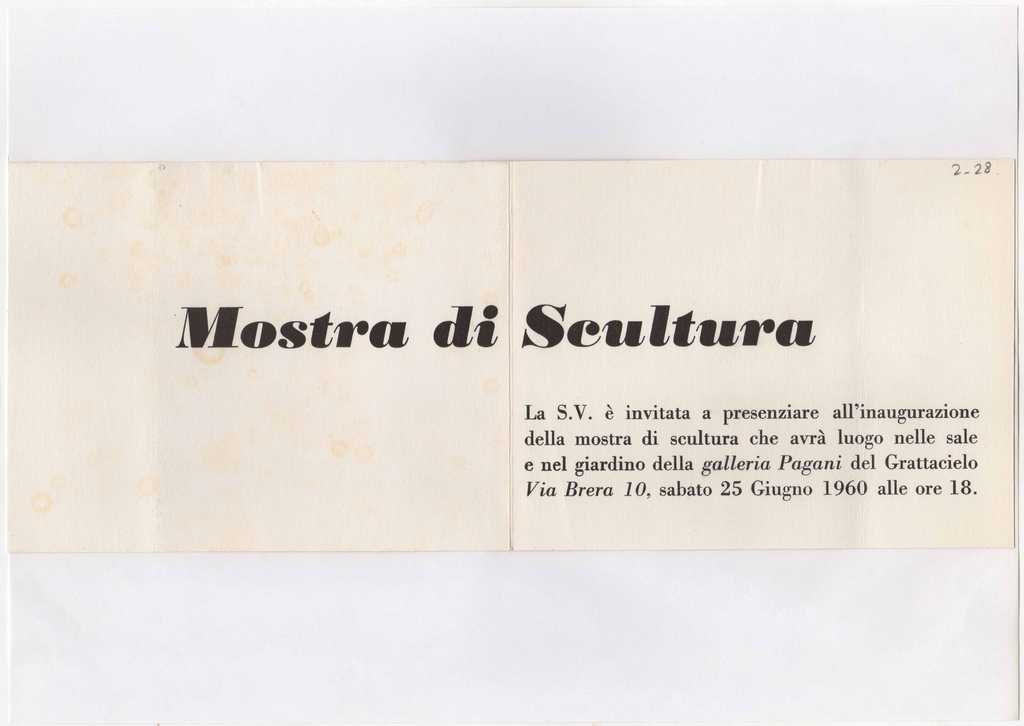 2-28
Mostra di Scultura
La S.V. è invitata a presenziare all'inaugurazione
della mostra di scultura che avrà luogo nelle sale
e nel giardino della galleria Pagani del Grattacielo
Via Brera 10, sabato 25 Giugno 1960 alle ore 18.